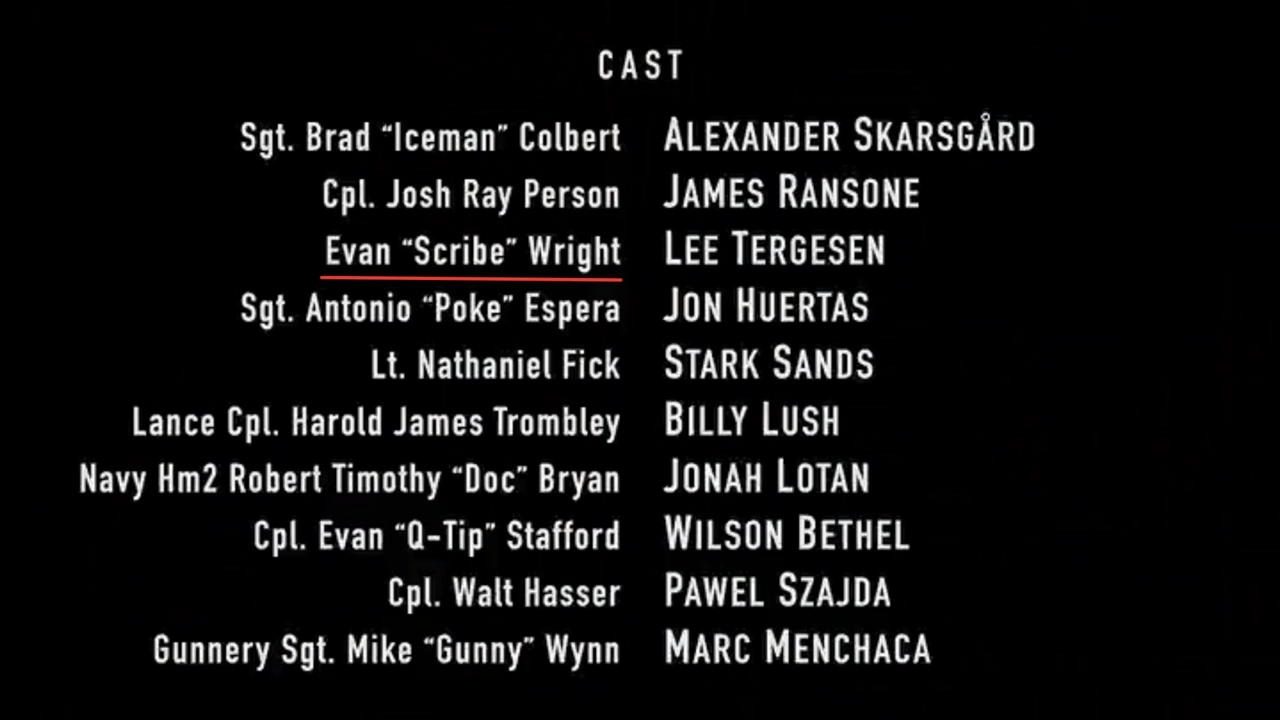 CAST
Sgt. Brad “Iceman” Colbert ALEXANDER SKARSGÅRD
Cpl. Josh Ray Person JAMES RANSONE
Evan “Scribe” Wright LEE TERGESEN
Sgt. Antonio “Poke” Espera JON HUERTAS
Lt. Nathaniel Fick STARK SANDS
Lance Cpl. Harold James Trombley BILLY LUSH
Navy Hm2 Robert Timothy “Doc” Bryan JONAH LOTAN
Cpl. Evan “Q-Tip” Stafford WILSON BETHEL
Cpl. Walt Hasser PAWEL SZAJDA
Gunnery Sgt. Mike “Gunny” Wynn MARC MENCHACA